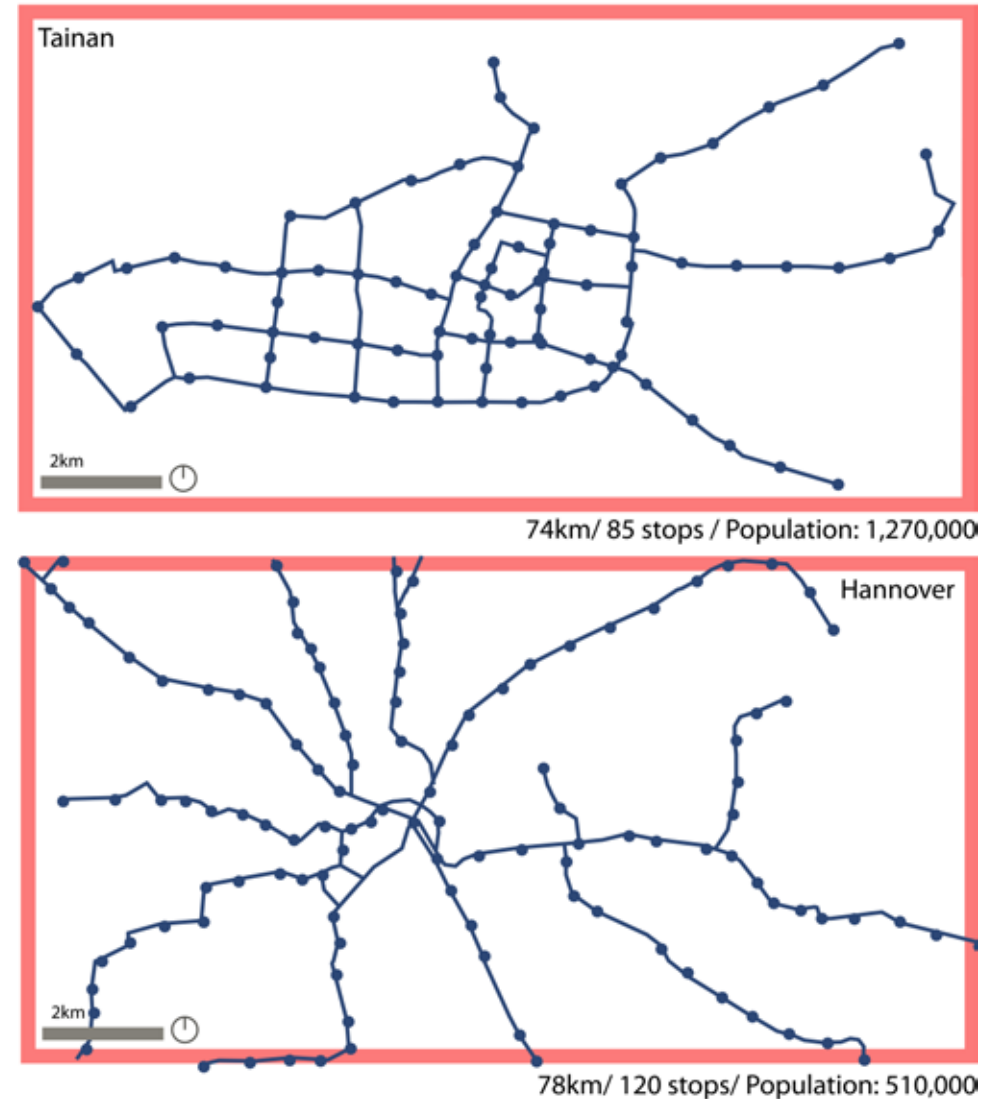 Tainan
2km
74km/ 85 stops / Population: 1,270,000
Hannover
2km
78km/ 120 stops/ Population: 510,000